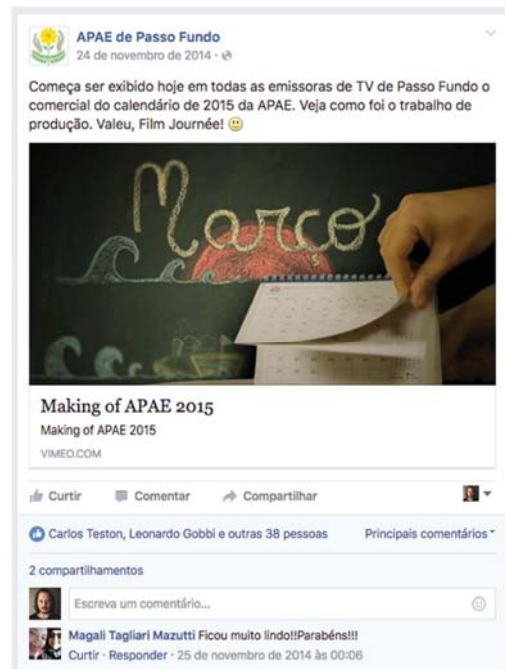 APAE de Passo Fundo
24 de novembro de 2014 ·
Começa ser exibido hoje em todas as emissoras de TV de Passo Fundo o
comercial do calendário de 2015 da APAE. Veja como foi o trabalho de
produção. Valeu, Film Journée!
Março
Making of APAE 2015
Making of APAE 2015
VIMEO.COM
Curtir Comentar Compartilhar
Carlos Teston, Leonardo Gobbi e outras 38 pessoas Principais comentários
2 compartilhamentos
Escreva um comentário...
Magali Tagliari Mazutti Ficou muito lindo!!Parabéns!!!
Curtir · Responder · 25 de novembro de 2014 às 00:06